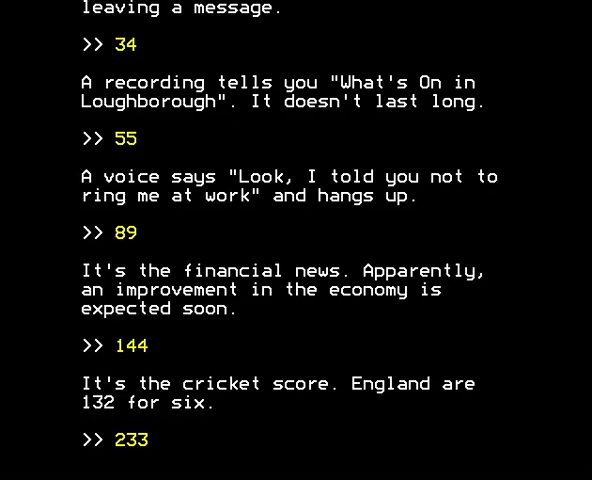 leaving a message.
>> 34
A recording tells you "What's On in
Loughborough". It doesn't last long.
>> 55
A voice says "Look, I told you not to
ring me at work" and hangs up.
>> 89
It's the financial news. Apparently,
an improvement in the economy is
expected soon.
>> 144
It's the cricket score. England are
132 for six.
>> 233